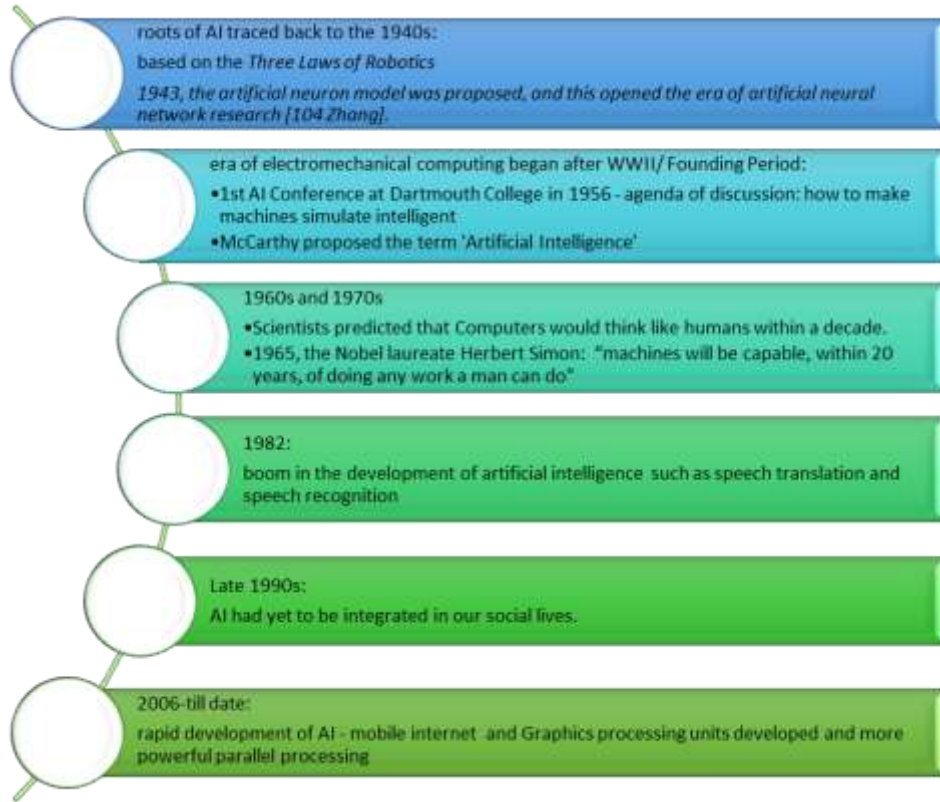 roots of AI traced back to the 1940s:
based on the Three Laws of Robotics
1943, the artificial neuron model was proposed, and this opened the era of artificial neural
network research [104 Zhang].
era of electromechanical computing began after WWII/ Founding Period:
•1st AI Conference at Dartmouth College in 1956 - agenda of discussion: how to make
machines simulate intelligent
•McCarthy proposed the term 'Artificial Intelligence'
1960s and 1970s
•Scientists predicted that Computers would think like humans within a decade.
•1965, the Nobel laureate Herbert Simon: “machines will be capable, within 20
years, of doing any work a man can do”
1982:
boom in the development of artificial intelligence such as speech translation and
speech recognition
Late 1990s:
AI had yet to be integrated in our social lives.
2006-till date:
rapid development of AI - mobile internet and Graphics processing units developed and more
powerful parallel processing